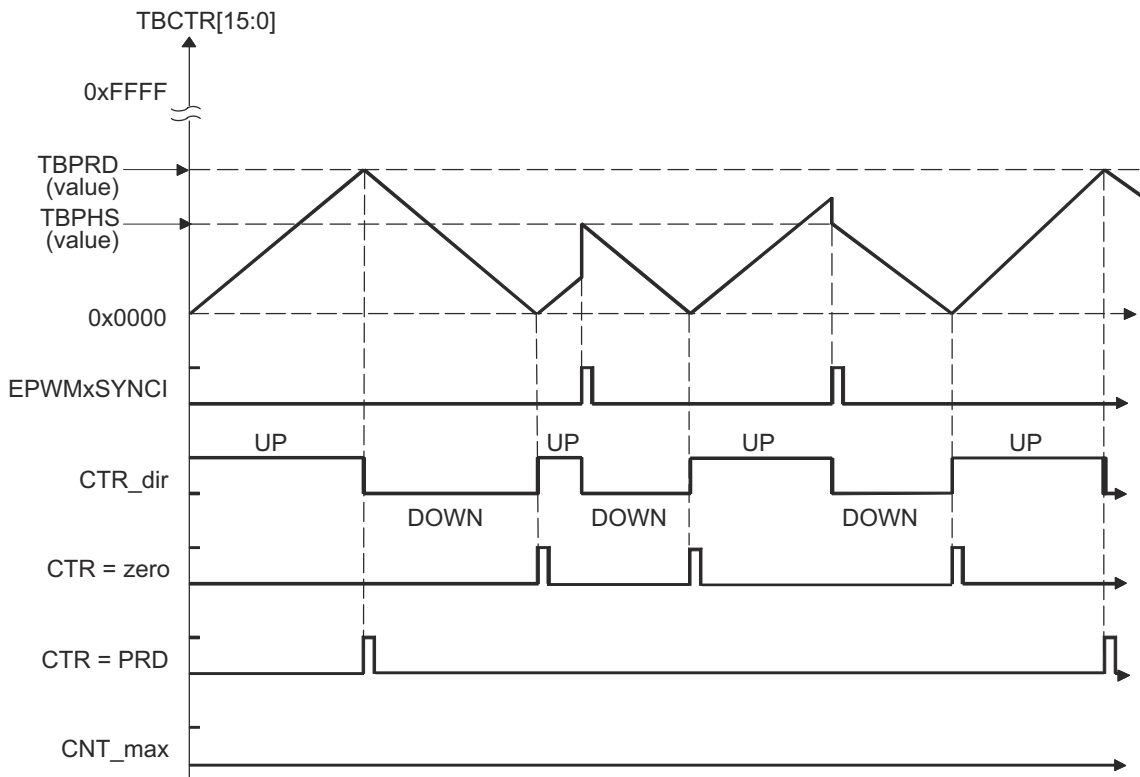 TBCTR[15:0]
0xFFFF
TBPRD
(value)
TBPHS
(value)
0x0000
EPWMxSYNCI
UP UP UP UP
CTR_dir
DOWN DOWN DOWN
CTR = zero
CTR = PRD
CNT_max